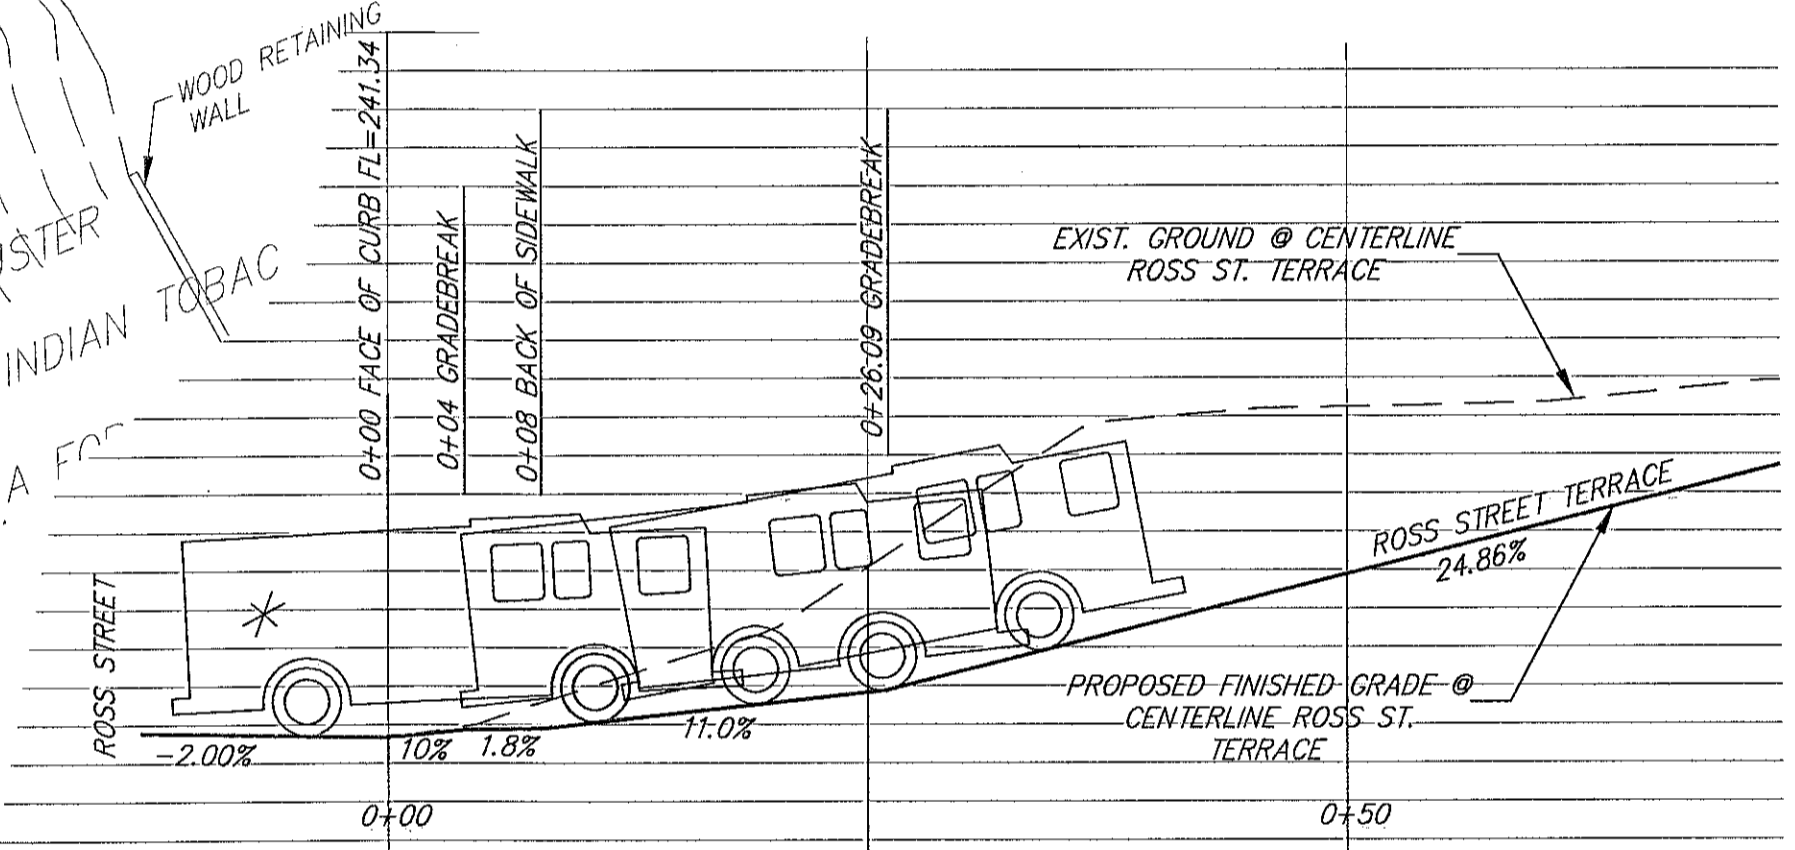 WOOD RETAINING
WALL
USTER
INDIAN TOBAC
A FOR
0+00 FACE OF CURB FL=241.34
0+04 GRADEBREAK
0+08 BACK OF SIDEWALK
0+26.09 GRADEBREAK
EXIST. GROUND @ CENTERLINE
ROSS ST. TERRACE
ROSS STREET TERRACE
24.86%
ROSS STREET
-2.00%
10%
1.8%
11.0%
PROPOSED FINISHED GRADE @
CENTERLINE ROSS ST.
TERRACE
0+00
0+50